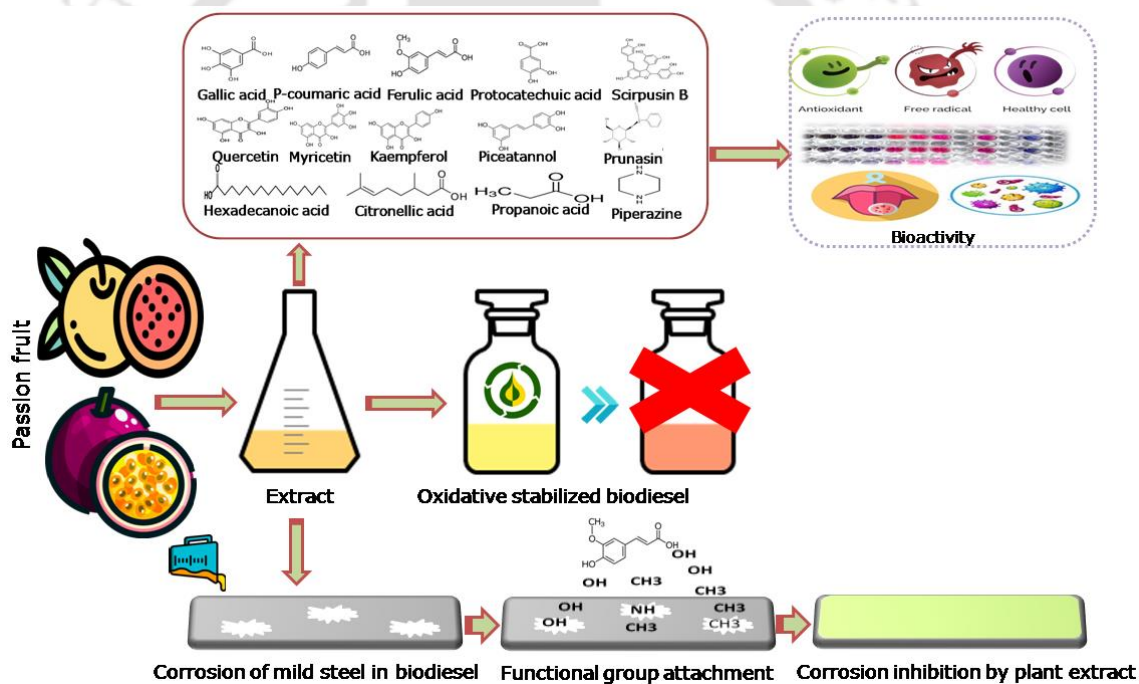 Gallic acid P-coumaric acid Ferulic acid Protocatechuic acid Scirpusin B
Quercetin Myricetin Kaempferol Piceatannol Prunasin
Hexadecanoic acid Citronellic acid Propanoic acid Piperazine
Antioxidant Free radical Healthy cell
Bioactivity
Passion fruit
Extract
Oxidative stabilized biodiesel
OH CH3 OH OH CH3
OH NH CH3
OH CH3 CH3
Corrosion of mild steel in biodiesel
Functional group attachment
Corrosion inhibition by plant extract